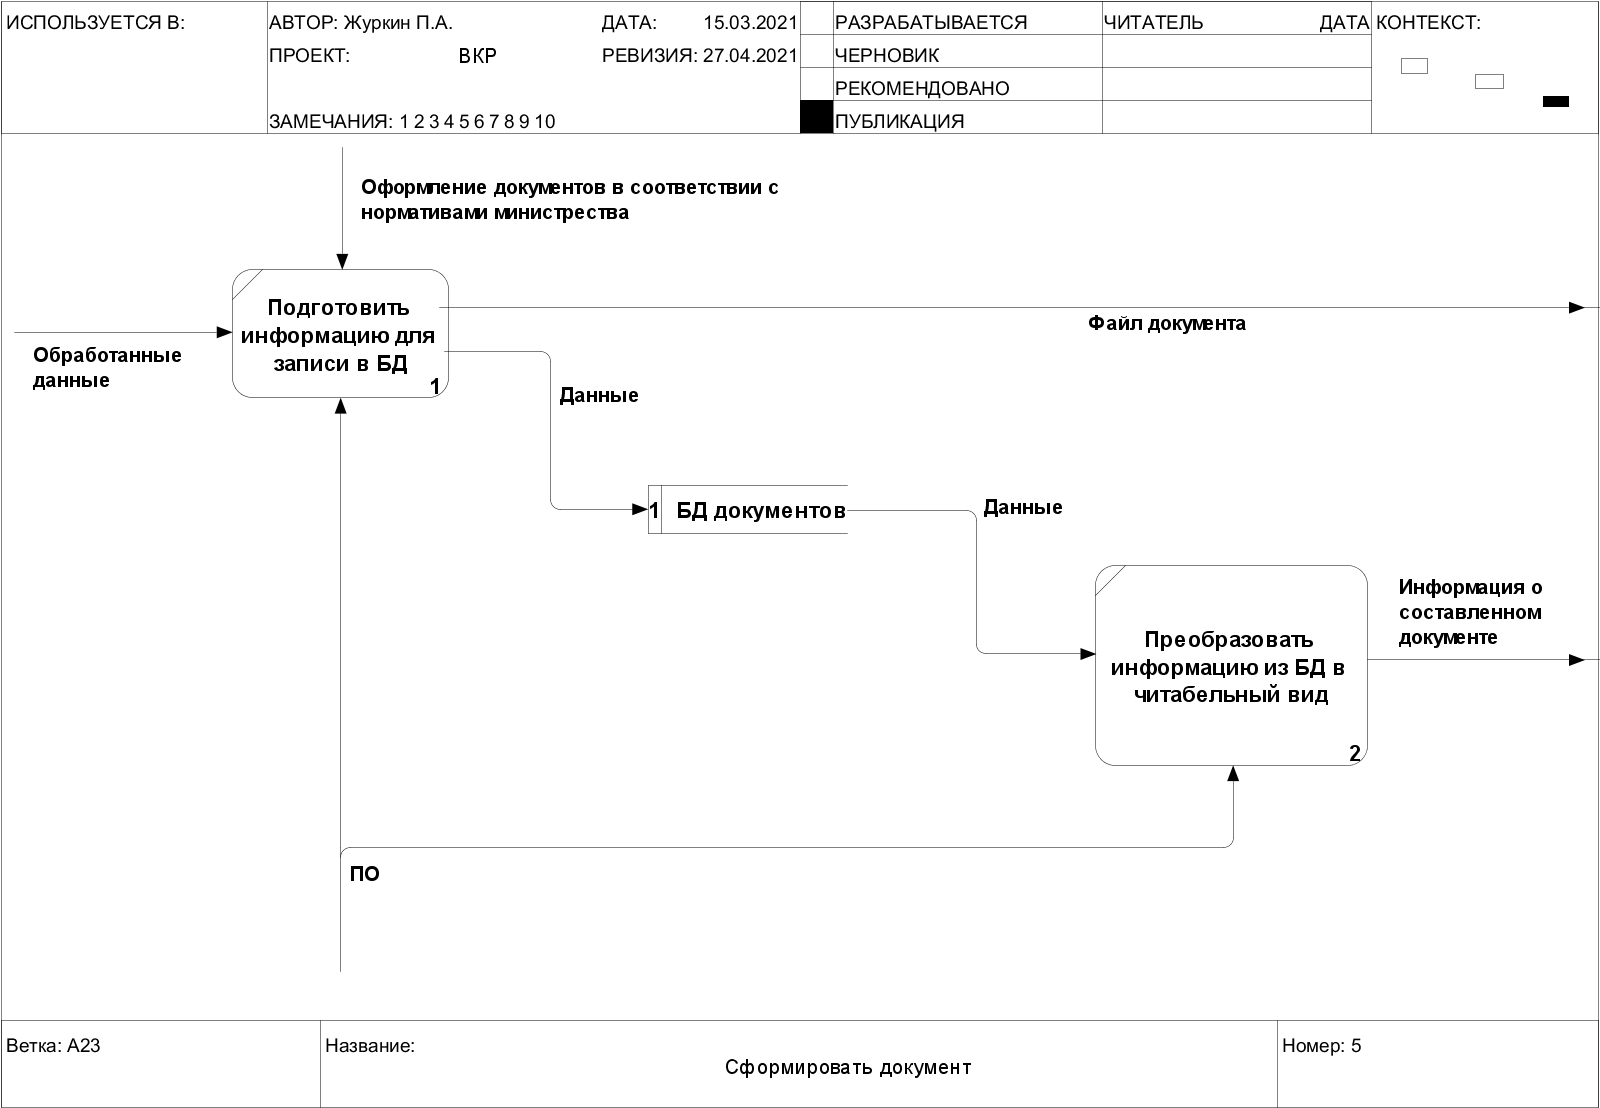 ИСПОЛЬЗУЕТСЯ В:
АВТОР: Журкин П.А.
ДАТА: 15.03.2021
РАЗРАБАТЫВАЕТСЯ
ЧИТАТЕЛЬ
ДАТА
КОНТЕКСТ:
ПРОЕКТ: ВКР
РЕВИЗИЯ: 27.04.2021
ЧЕРНОВИК
РЕКОМЕНДОВАНО
ЗАМЕЧАНИЯ: 1 2 3 4 5 6 7 8 9 10
ПУБЛИКАЦИЯ
Оформление документов в соответствии с
нормативами министрества
Подготовить
информацию для
записи в БД
1
Файл документа
Обработанные
данные
Данные
1 БД документов
Данные
Информация о
составленном
документе
Преобразовать
информацию из БД в
читабельный вид
2
ПО
Ветка: A23
Название:
Сформировать документ
Номер: 5